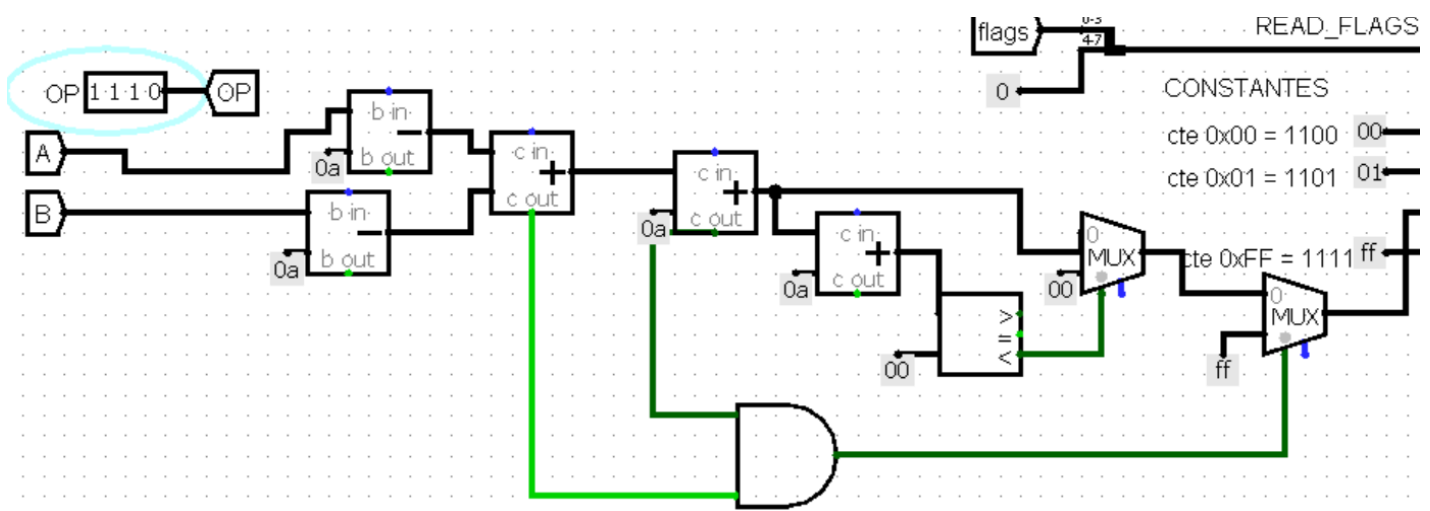 flags
0-3
4-7
READ_FLAGS
OP 1 1 1 0 OP
0
CONSTANTES
A
b in
b out
0a
cte 0x00 = 1100 00
c in
c out
cte 0x01 = 1101 01
B
b in
b out
0a
c in
c out
0a
c in
c out
0a
0
MUX
00
cte 0xFF = 1111 ff
0
MUX
ff
>
=
<
00